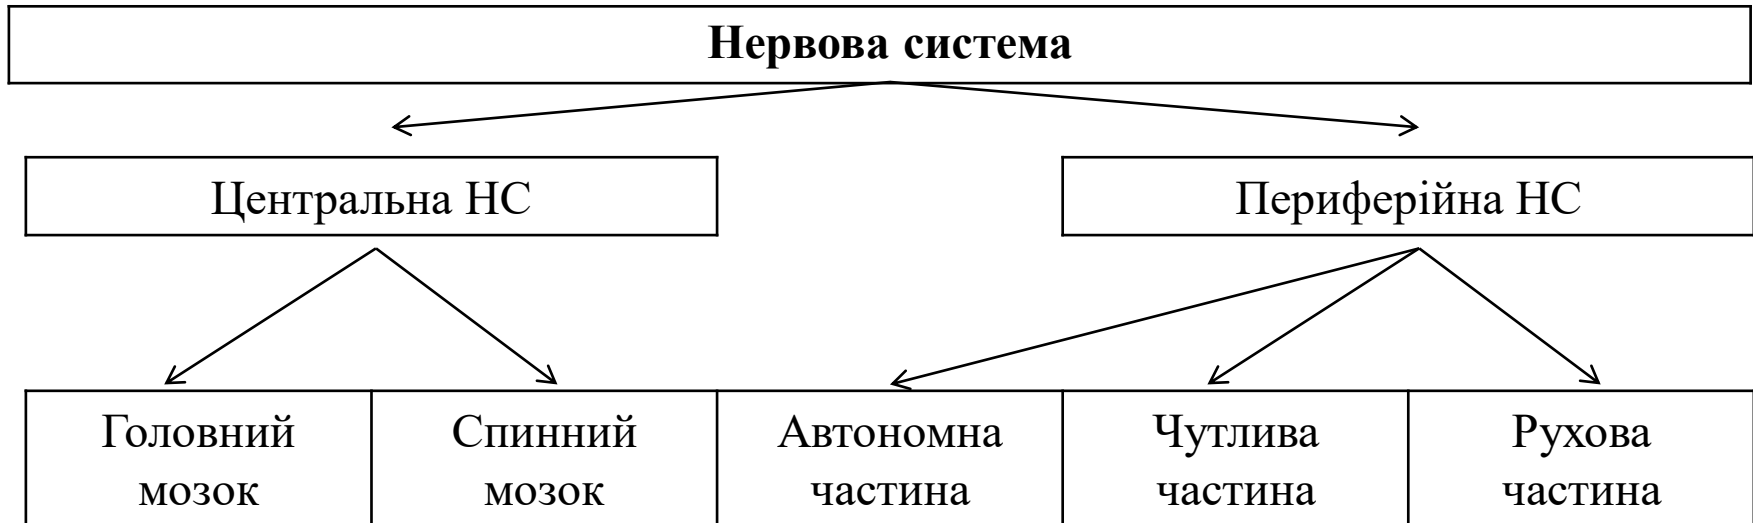 Нервова система
Центральна НС
Периферійна НС
Головний
мозок
Спинний
мозок
Автономна
частина
Чутлива
частина
Рухова
частина